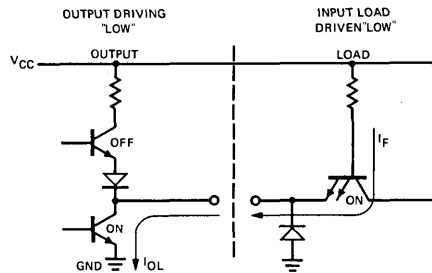 OUTPUT DRIVING
"LOW"
INPUT LOAD
DRIVEN "LOW"
OUTPUT
LOAD
VCC
OFF
IF
ON
ON
GND
IOL